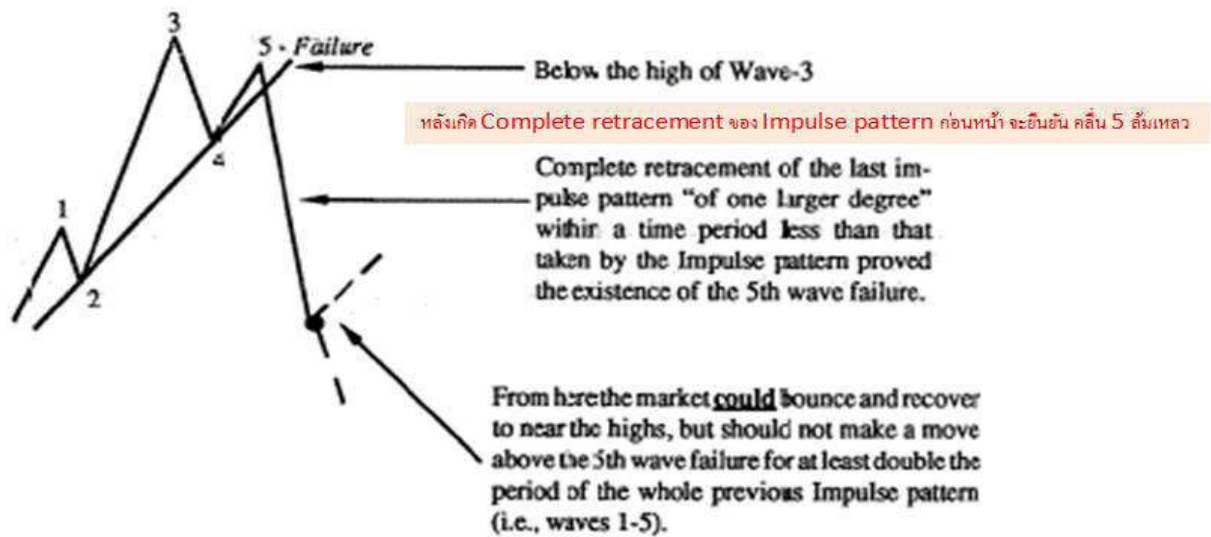 3
5 - Failure
Below the high of Wave-3
หลังเกิด Complete retracement ของ Impulse pattern ก่อนหน้า จะยืนยัน คลื่น 5 ล้มเหลว
4
Complete retracement of the last im-
pulse pattern "of one larger degree"
within a time period less than that
taken by the Impulse pattern proved
the existence of the 5th wave failure.
1
2
From here the market could bounce and recover
to near the highs, but should not make a move
above the 5th wave failure for at least double the
period of the whole previous Impulse pattern
(i.e., waves 1-5).